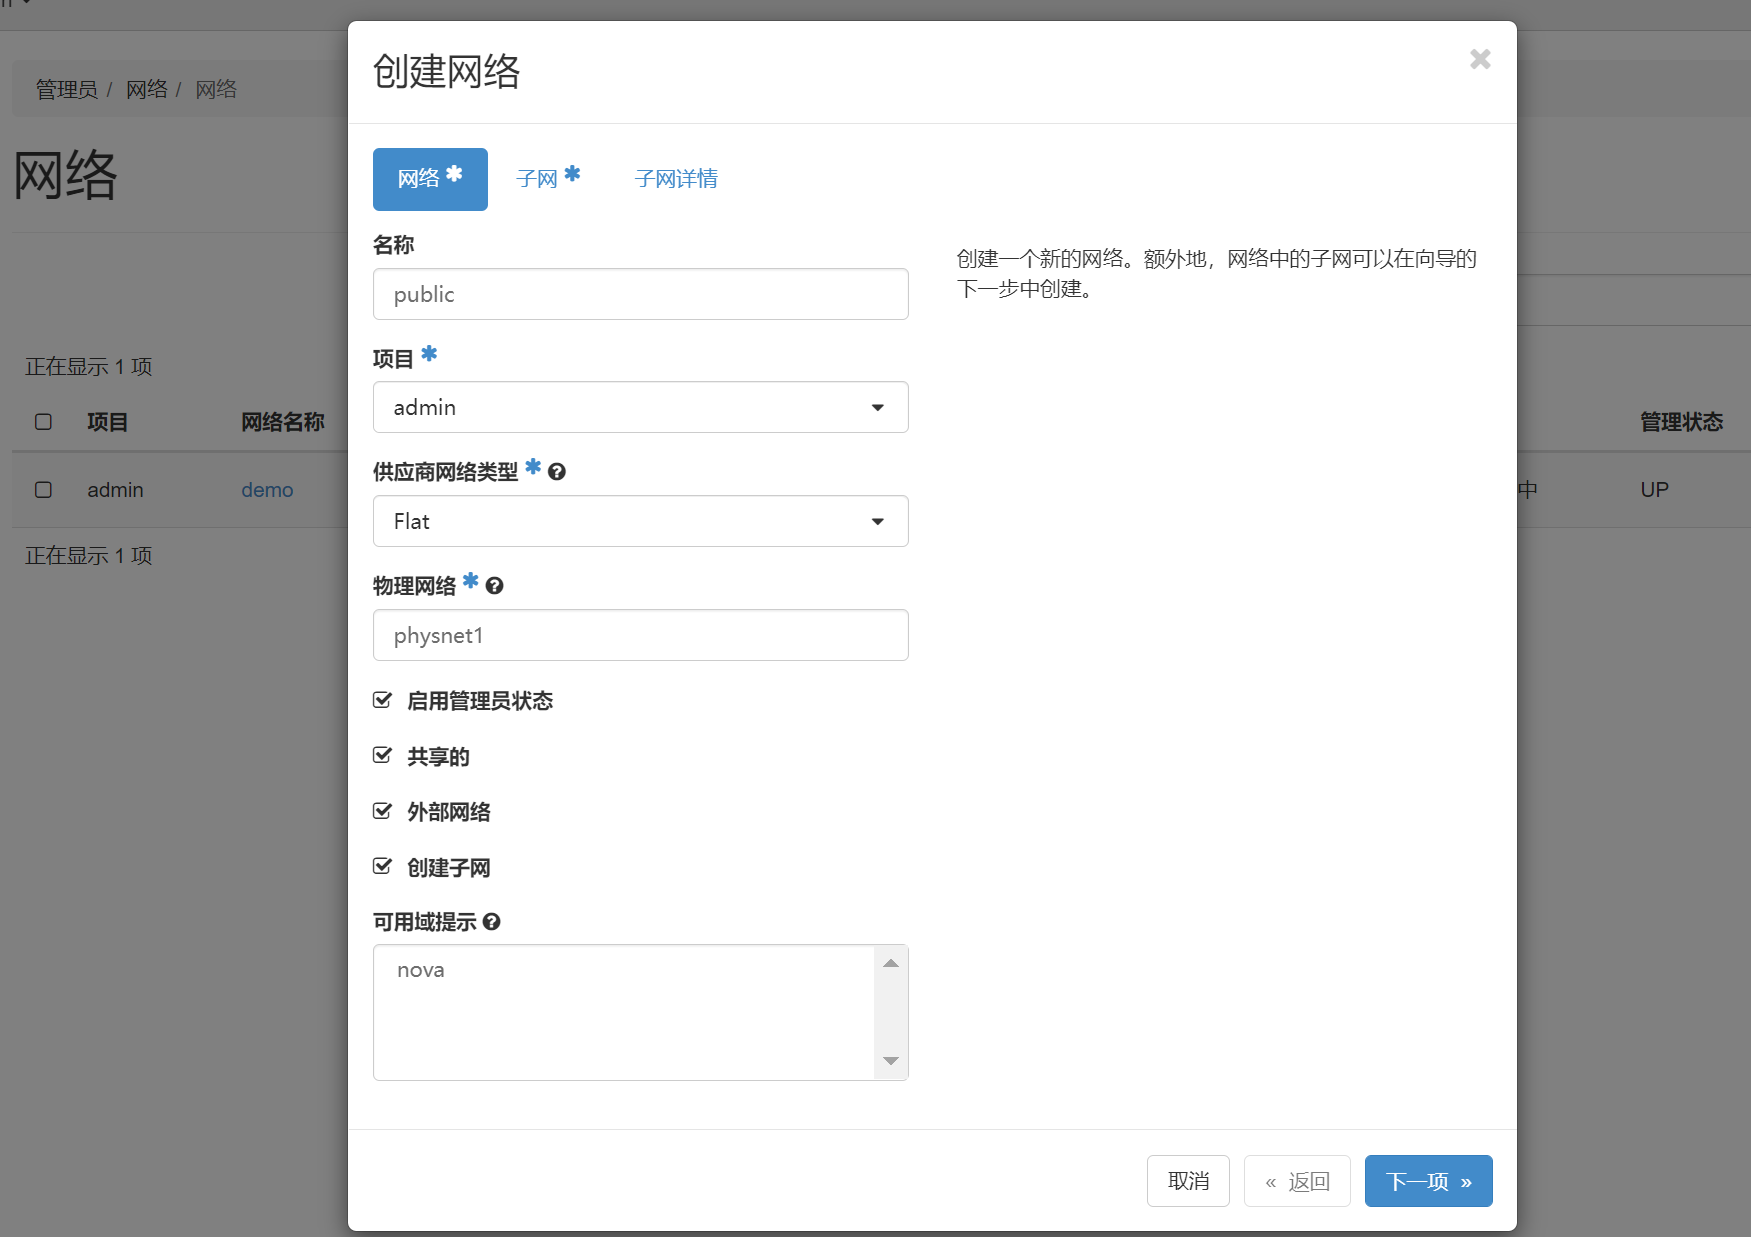 管理员 / 网络 / 网络
网络
正在显示 1 项
项目 网络名称 管理状态
admin demo 中 UP
正在显示 1 项
创建网络
网络 * 子网 * 子网详情
名称
public
项目 *
admin
供应商网络类型 *
Flat
物理网络 *
physnet1
启用管理员状态
共享的
外部网络
创建子网
可用域提示
nova
创建一个新的网络。额外地，网络中的子网可以在向导的
下一步中创建。
取消 « 返回 下一项 »